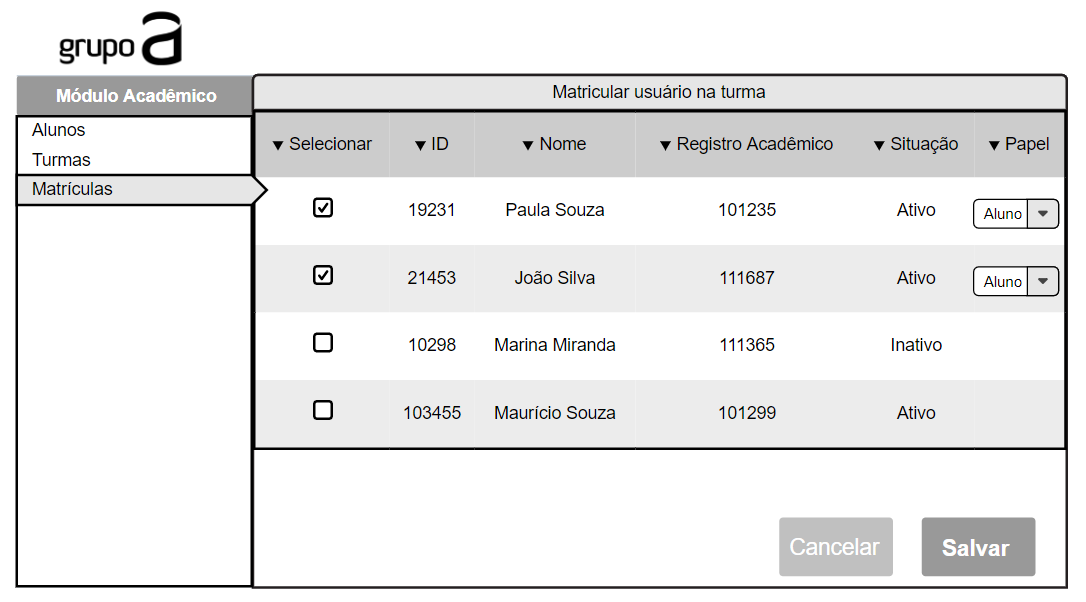 grupo a
Módulo Acadêmico
Alunos
Turmas
Matrículas
Matricular usuário na turma
Selecionar ID Nome Registro Acadêmico Situação Papel
19231 Paula Souza 101235 Ativo Aluno
21453 João Silva 111687 Ativo Aluno
10298 Marina Miranda 111365 Inativo
103455 Maurício Souza 101299 Ativo
Cancelar Salvar